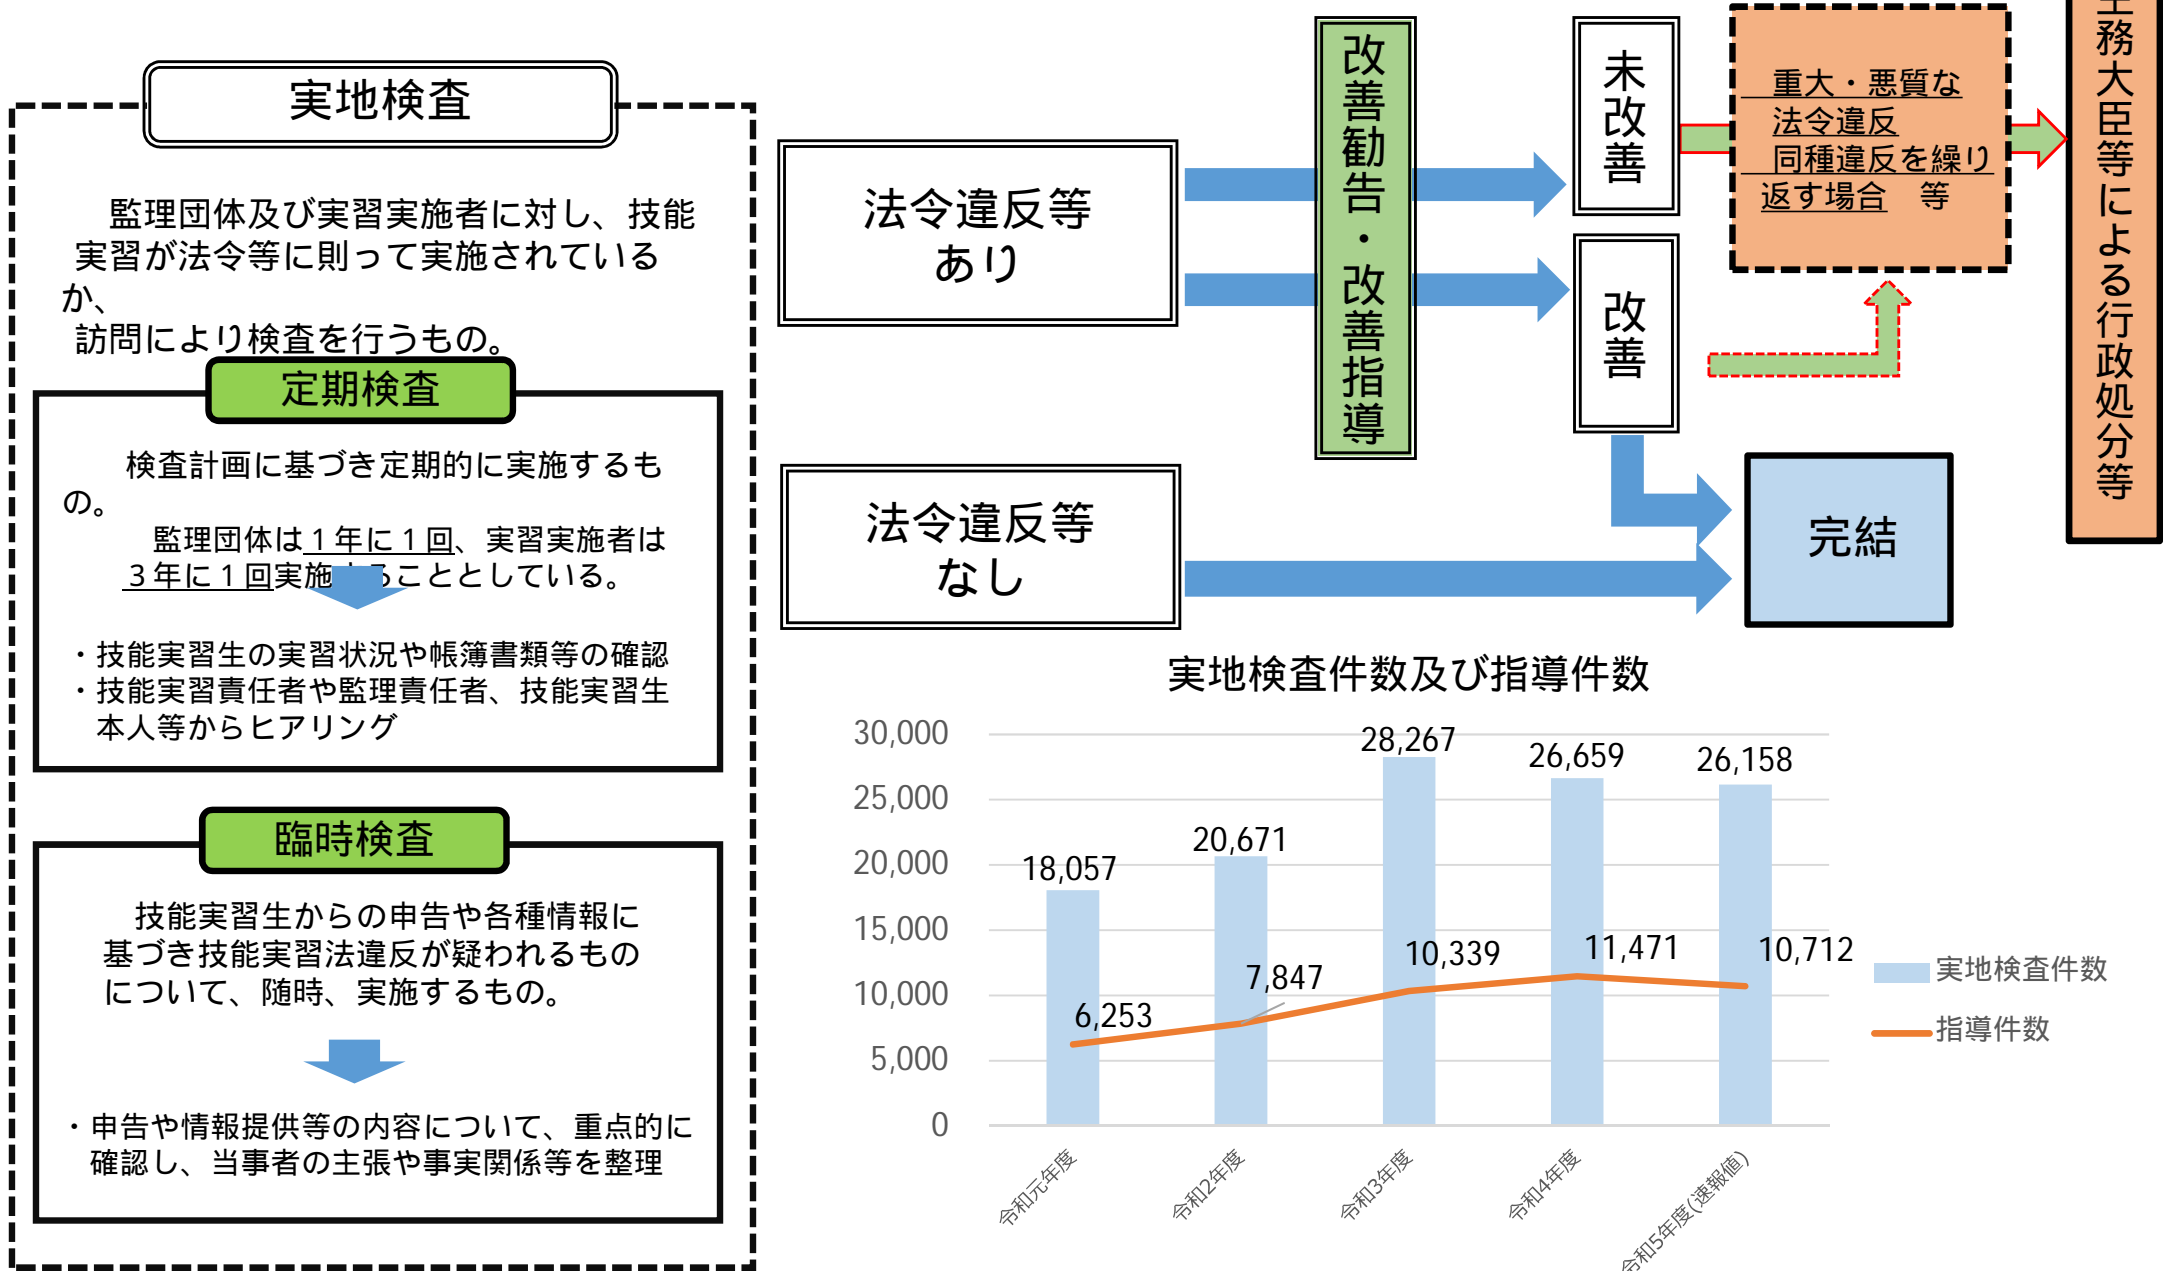 実地検査
監理団体及び実習実施者に対し、技能
実習が法令等に則って実施されている
か、
訪問により検査を行うもの。
定期検査
検査計画に基づき定期的に実施するも
の。
監理団体は１年に１回、実習実施者は
３年に１回実施することとしている。
・技能実習生の実習状況や帳簿書類等の確認
・技能実習責任者や監理責任者、技能実習生
本人等からヒアリング
臨時検査
技能実習生からの申告や各種情報に
基づき技能実習法違反が疑われるもの
について、随時、実施するもの。
・申告や情報提供等の内容について、重点的に
確認し、当事者の主張や事実関係等を整理
法令違反等
あり
法令違反等
なし
改善勧告・改善指導
未改善
改善
重大・悪質な
法令違反
同種違反を繰り
返す場合　等
主務大臣等による行政処分等
完結
実地検査件数及び指導件数
30,000
25,000
20,000
15,000
10,000
5,000
0
18,057
20,671
28,267
26,659
26,158
6,253
7,847
10,339
11,471
10,712
令和元年度
令和2年度
令和3年度
令和4年度
令和5年度(速報値)
実地検査件数
指導件数